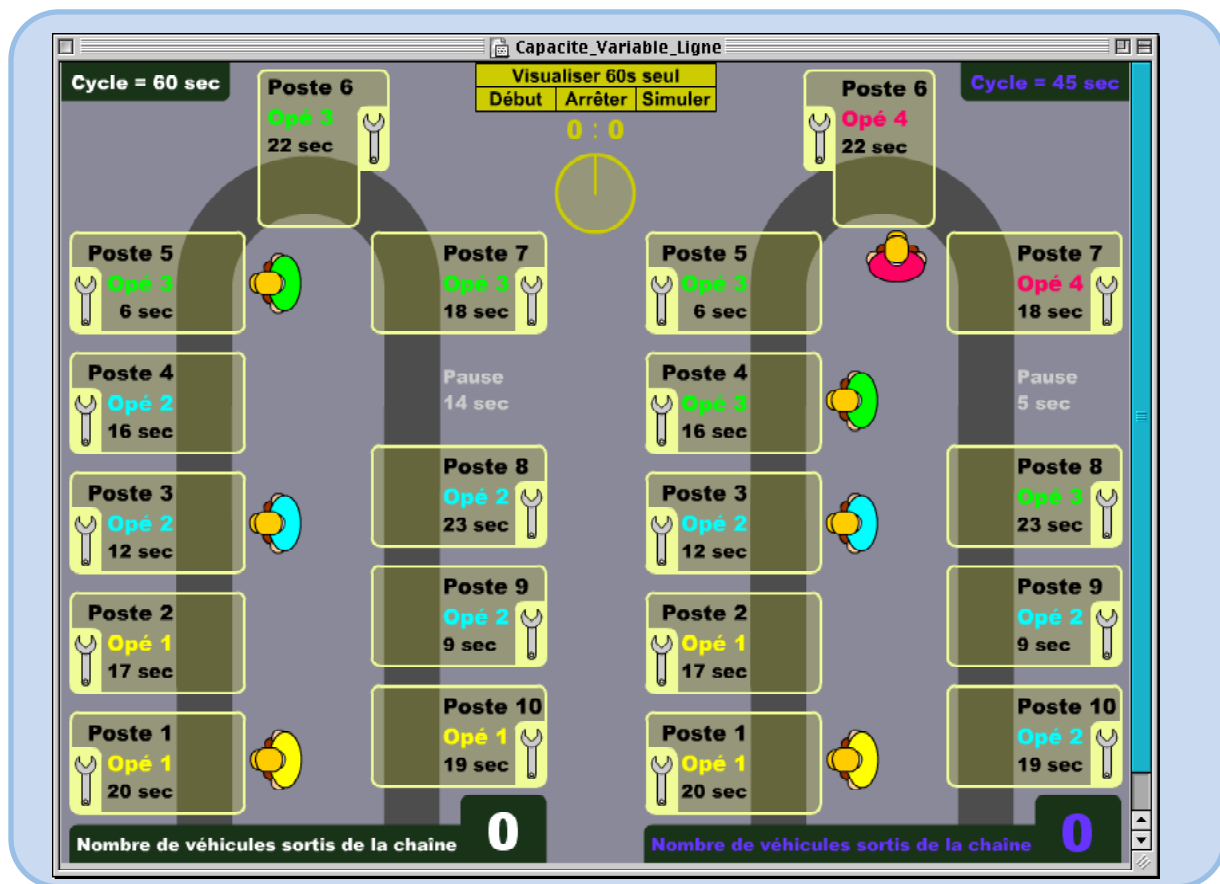 Capacite_Variable_Ligne
Cycle = 60 sec
Visualiser 60s seul
Début Arrêter Simuler
0 : 0
Cycle = 45 sec
Poste 6
Opé 3
22 sec
Poste 5
Opé 3
6 sec
Poste 7
Opé 3
18 sec
Poste 4
Opé 2
16 sec
Pause
14 sec
Poste 3
Opé 2
12 sec
Poste 8
Opé 2
23 sec
Poste 2
Opé 1
17 sec
Poste 9
Opé 2
9 sec
Poste 1
Opé 1
20 sec
Poste 10
Opé 1
19 sec
Nombre de véhicules sortis de la chaîne
0
Poste 6
Opé 4
22 sec
Poste 5
Opé 3
6 sec
Poste 7
Opé 4
18 sec
Poste 4
Opé 3
16 sec
Pause
5 sec
Poste 3
Opé 2
12 sec
Poste 8
Opé 3
23 sec
Poste 2
Opé 1
17 sec
Poste 9
Opé 2
9 sec
Poste 1
Opé 1
20 sec
Poste 10
Opé 2
19 sec
Nombre de véhicules sortis de la chaîne
0